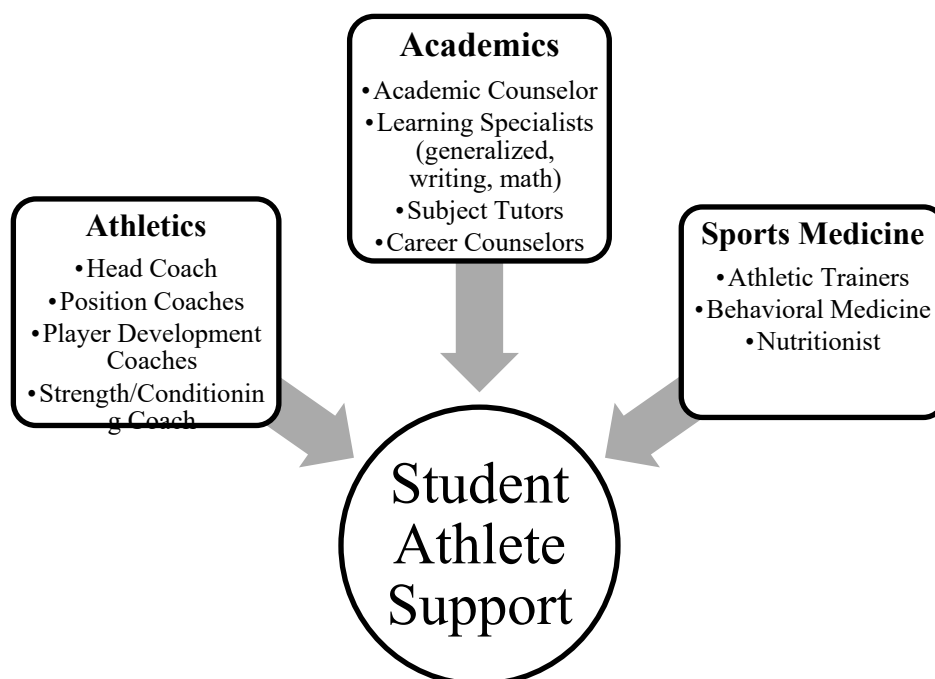 Academics
•Academic Counselor
•Learning Specialists
(generalized,
writing, math)
•Subject Tutors
•Career Counselors
Athletics
•Head Coach
•Position Coaches
•Player Development
Coaches
•Strength/Conditionin
g Coach
Sports Medicine
•Athletic Trainers
•Behavioral Medicine
•Nutritionist
Student
Athlete
Support